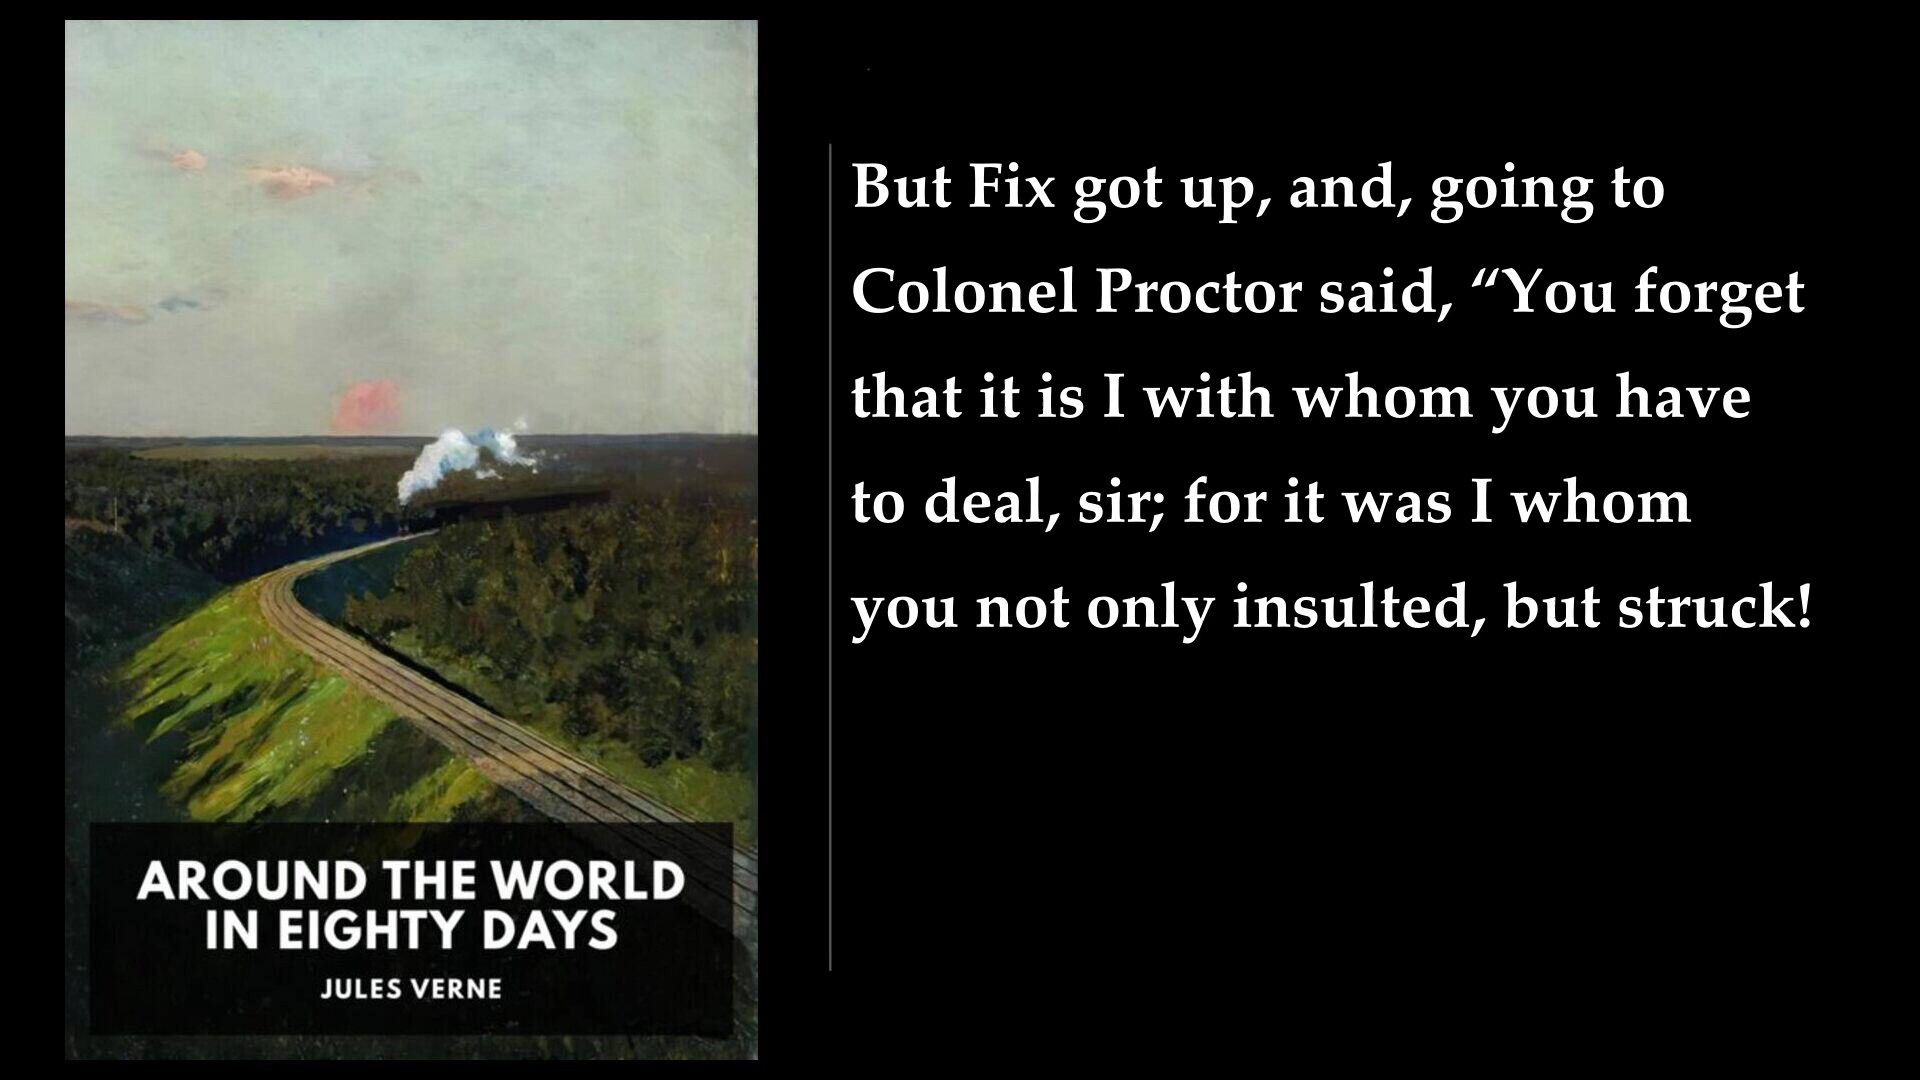 But Fix got up, and, going to
Colonel Proctor said, “You forget
that it is I with whom you have
to deal, sir; for it was I whom
you not only insulted, but struck!
AROUND THE WORLD
IN EIGHTY DAYS
JULES VERNE